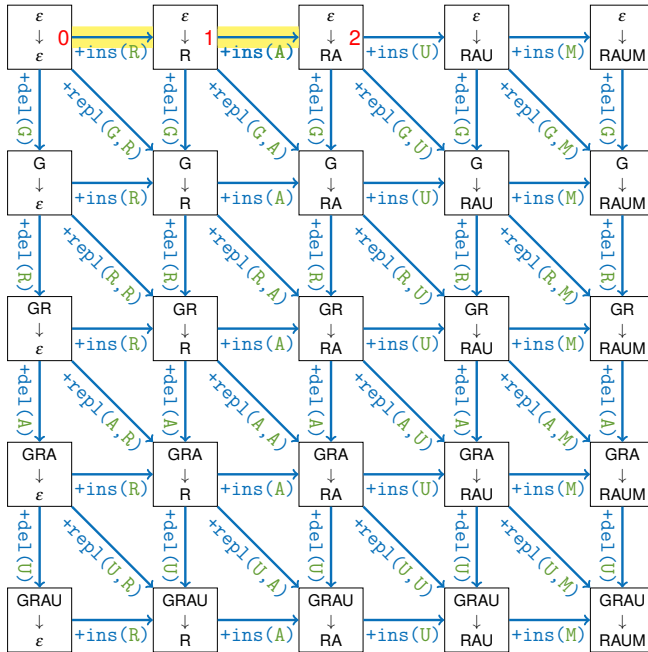 ε ε ε ε ε
↓ 0 ↓ 1 ↓ 2 ↓ ↓
ε +ins(R) R +ins(A) RA +ins(U) RAU +ins(M) RAUM
+del(G) +repl(G,R) +del(G) +repl(G,A) +del(G) +repl(G,U) +del(G) +repl(G,M) +del(G)
G G G G G
↓ ↓ ↓ ↓ ↓
ε +ins(R) R +ins(A) RA +ins(U) RAU +ins(M) RAUM
+del(R) +repl(R,R) +del(R) +repl(R,A) +del(R) +repl(R,U) +del(R) +repl(R,M) +del(R)
GR GR GR GR GR
↓ ↓ ↓ ↓ ↓
ε +ins(R) R +ins(A) RA +ins(U) RAU +ins(M) RAUM
+del(A) +repl(A,R) +del(A) +repl(A,A) +del(A) +repl(A,U) +del(A) +repl(A,M) +del(A)
GRA GRA GRA GRA GRA
↓ ↓ ↓ ↓ ↓
ε +ins(R) R +ins(A) RA +ins(U) RAU +ins(M) RAUM
+del(U) +repl(U,R) +del(U) +repl(U,A) +del(U) +repl(U,U) +del(U) +repl(U,M) +del(U)
GRAU GRAU GRAU GRAU GRAU
↓ ↓ ↓ ↓ ↓
ε +ins(R) R +ins(A) RA +ins(U) RAU +ins(M) RAUM